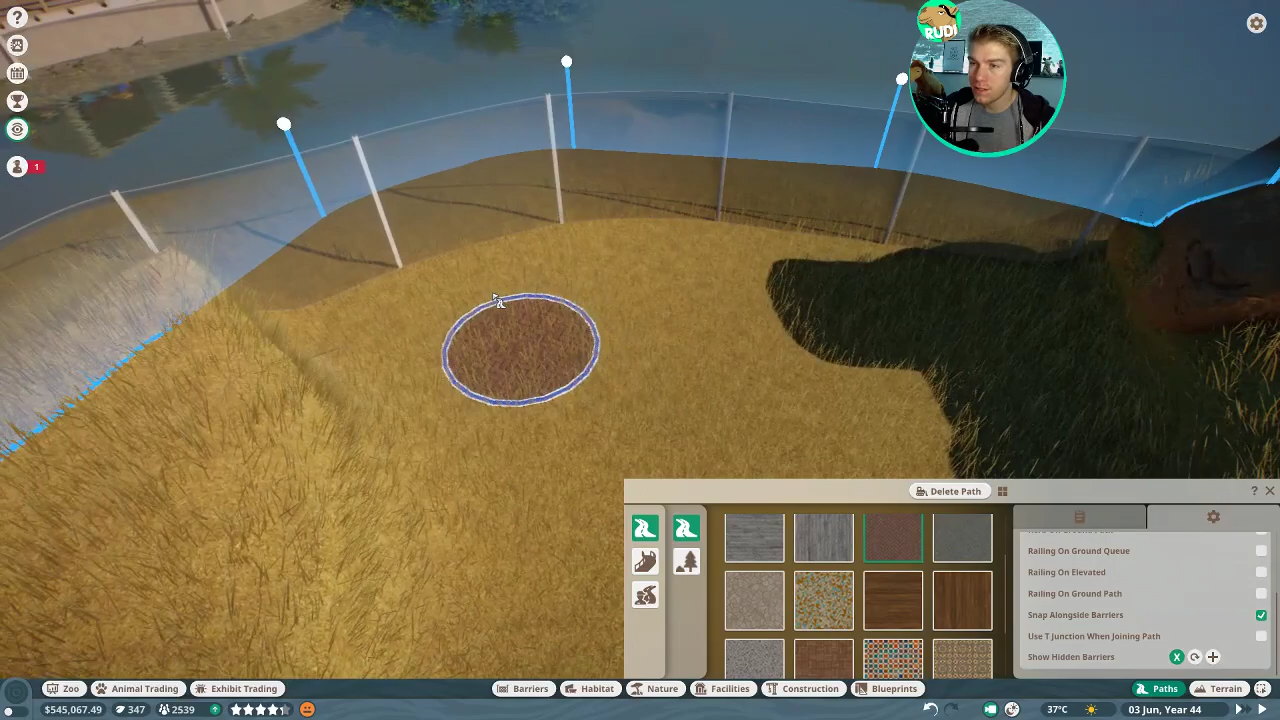 RUDI
1
Delete Path
?
Railing On Ground Queue
Railing On Elevated
Railing On Ground Path
Snap Alongside Barriers
Use T Junction When Joining Path
Show Hidden Barriers
X
Zoo
Animal Trading
Exhibit Trading
Barriers
Habitat
Nature
Facilities
Construction
Blueprints
Paths
Terrain
$545,067.49
347
2539
37°C
03 Jun, Year 44